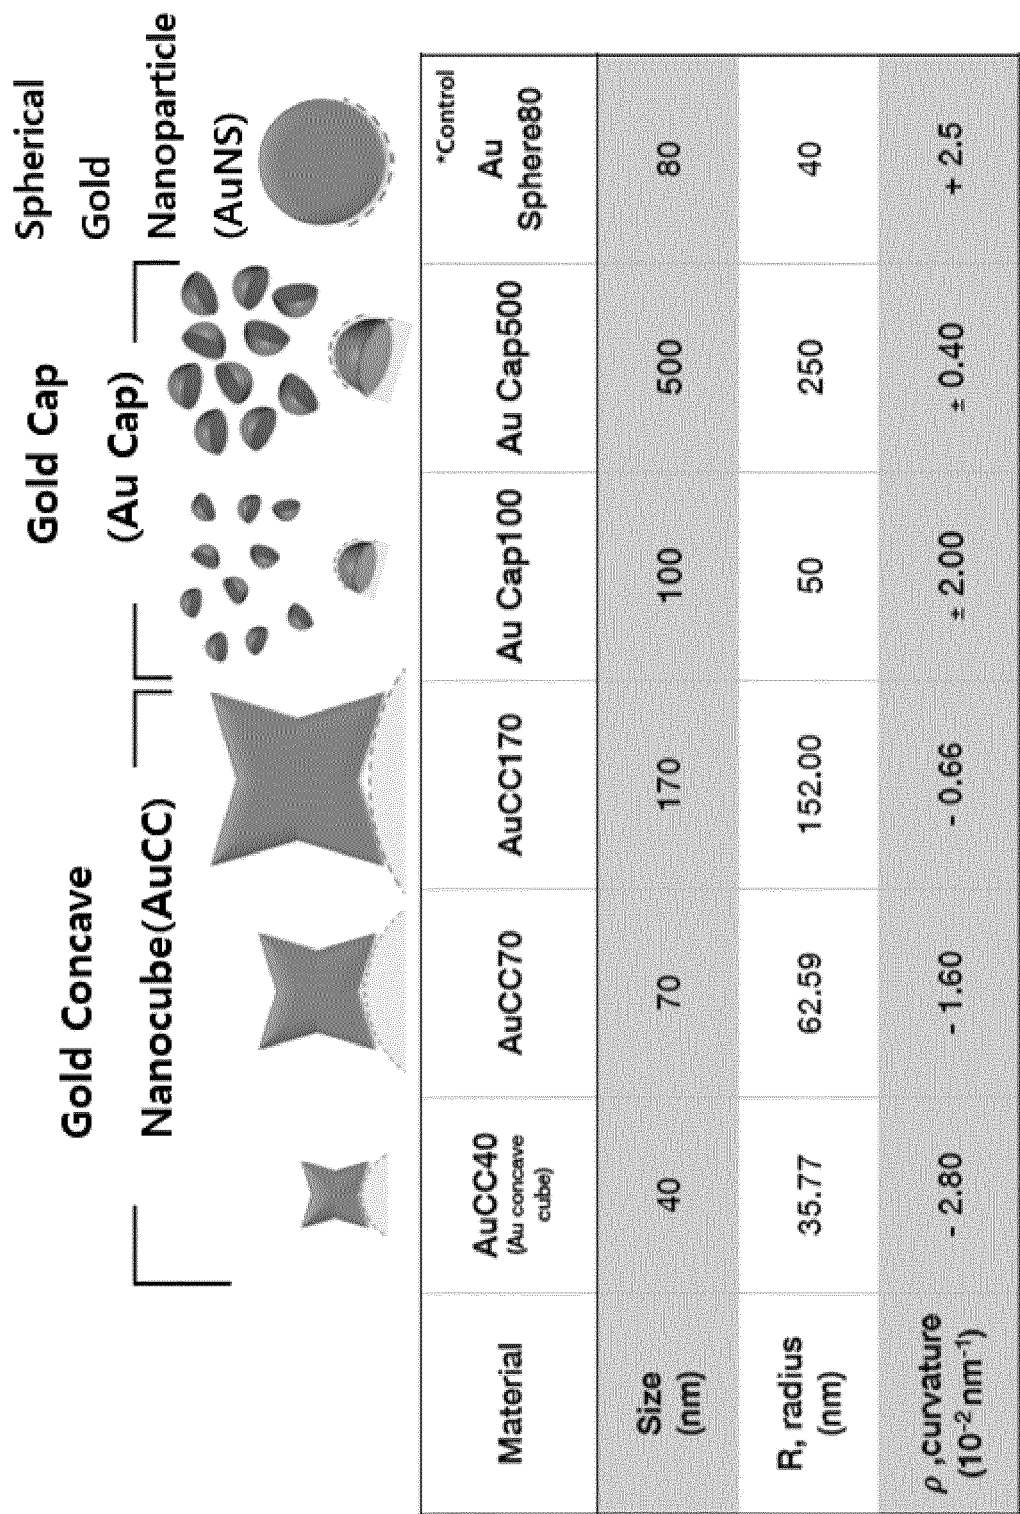 Gold Concave
Nanocube(AuCC)
Gold Cap
(Au Cap)
Spherical
Gold
Nanoparticle
(AuNS)
Material
AuCC40
(Au concave
cube)
AuCC70
AuCC170
Au Cap100
Au Cap500
*Control
Au
Sphere80
Size
(nm)
40
70
170
100
500
80
R, radius
(nm)
35.77
62.59
152.00
50
250
40
ρ ,curvature
(10⁻² nm⁻¹)
- 2.80
- 1.60
- 0.66
± 2.00
± 0.40
+ 2.5